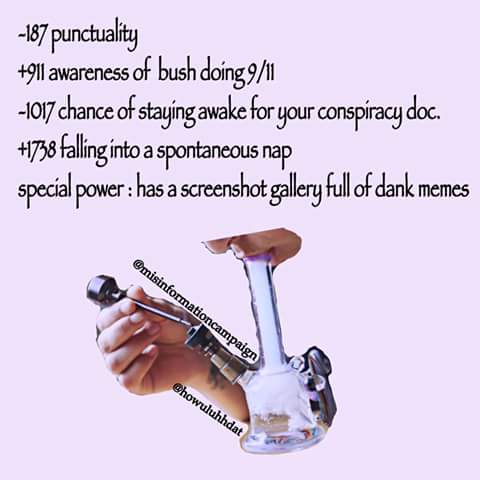 -187 punctuality
+911 awareness of bush doing 9/11
-1017 chance of staying awake for your conspiracy doc.
+1738 falling into a spontaneous nap
special power : has a screenshot gallery full of dank memes
@misinformationcampaign
@howuluhhdat